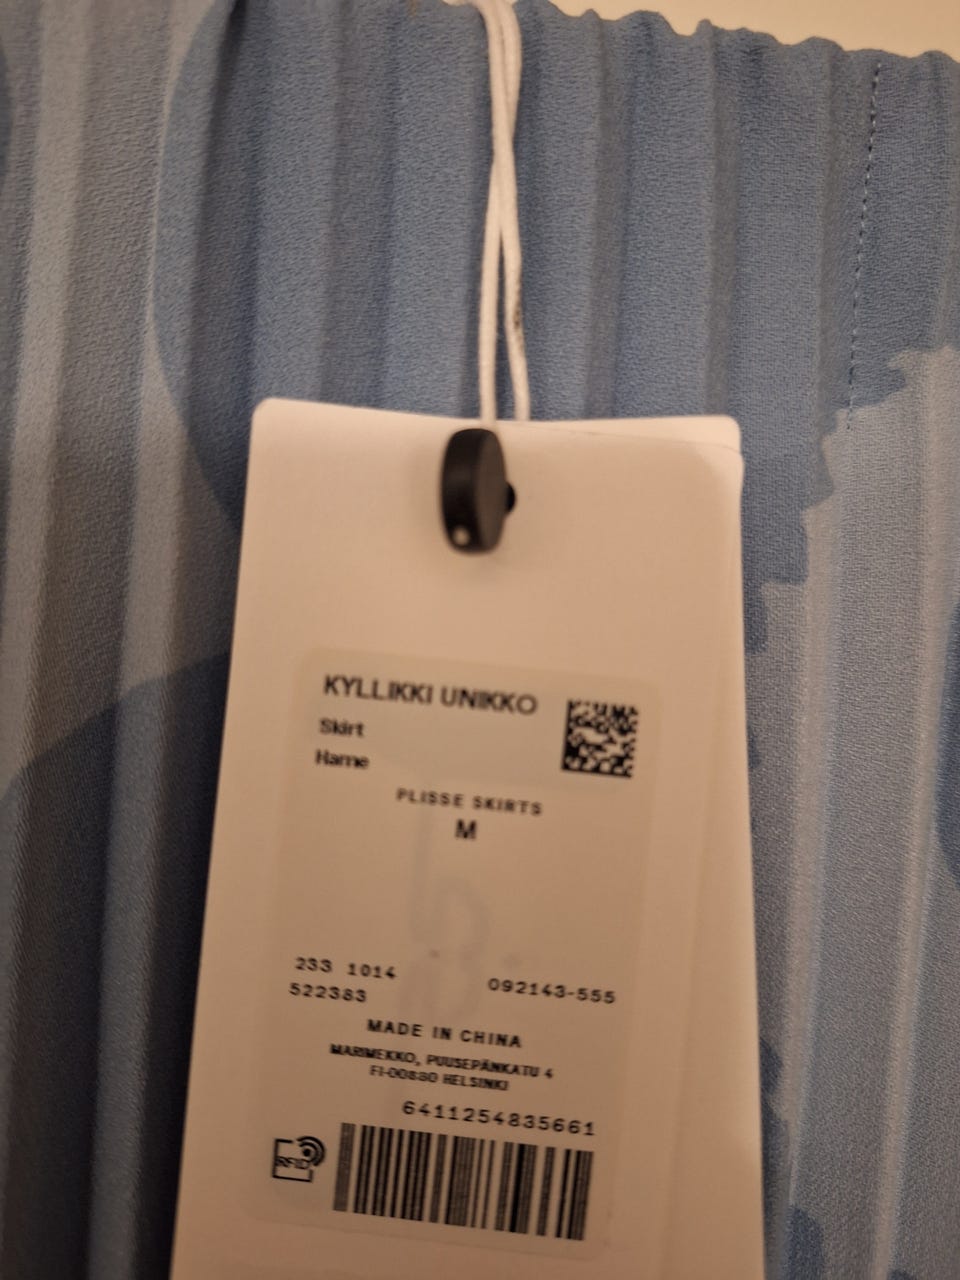 KYLLIKKI UNIKKO
Skirt
Hame
PLISSE SKIRTS
M
233 1014
522383
092143-555
MADE IN CHINA
MARIMEKKO, PUUSEPÄNKATU 4
FI-00880 HELSINKI
6411254835661
RFID